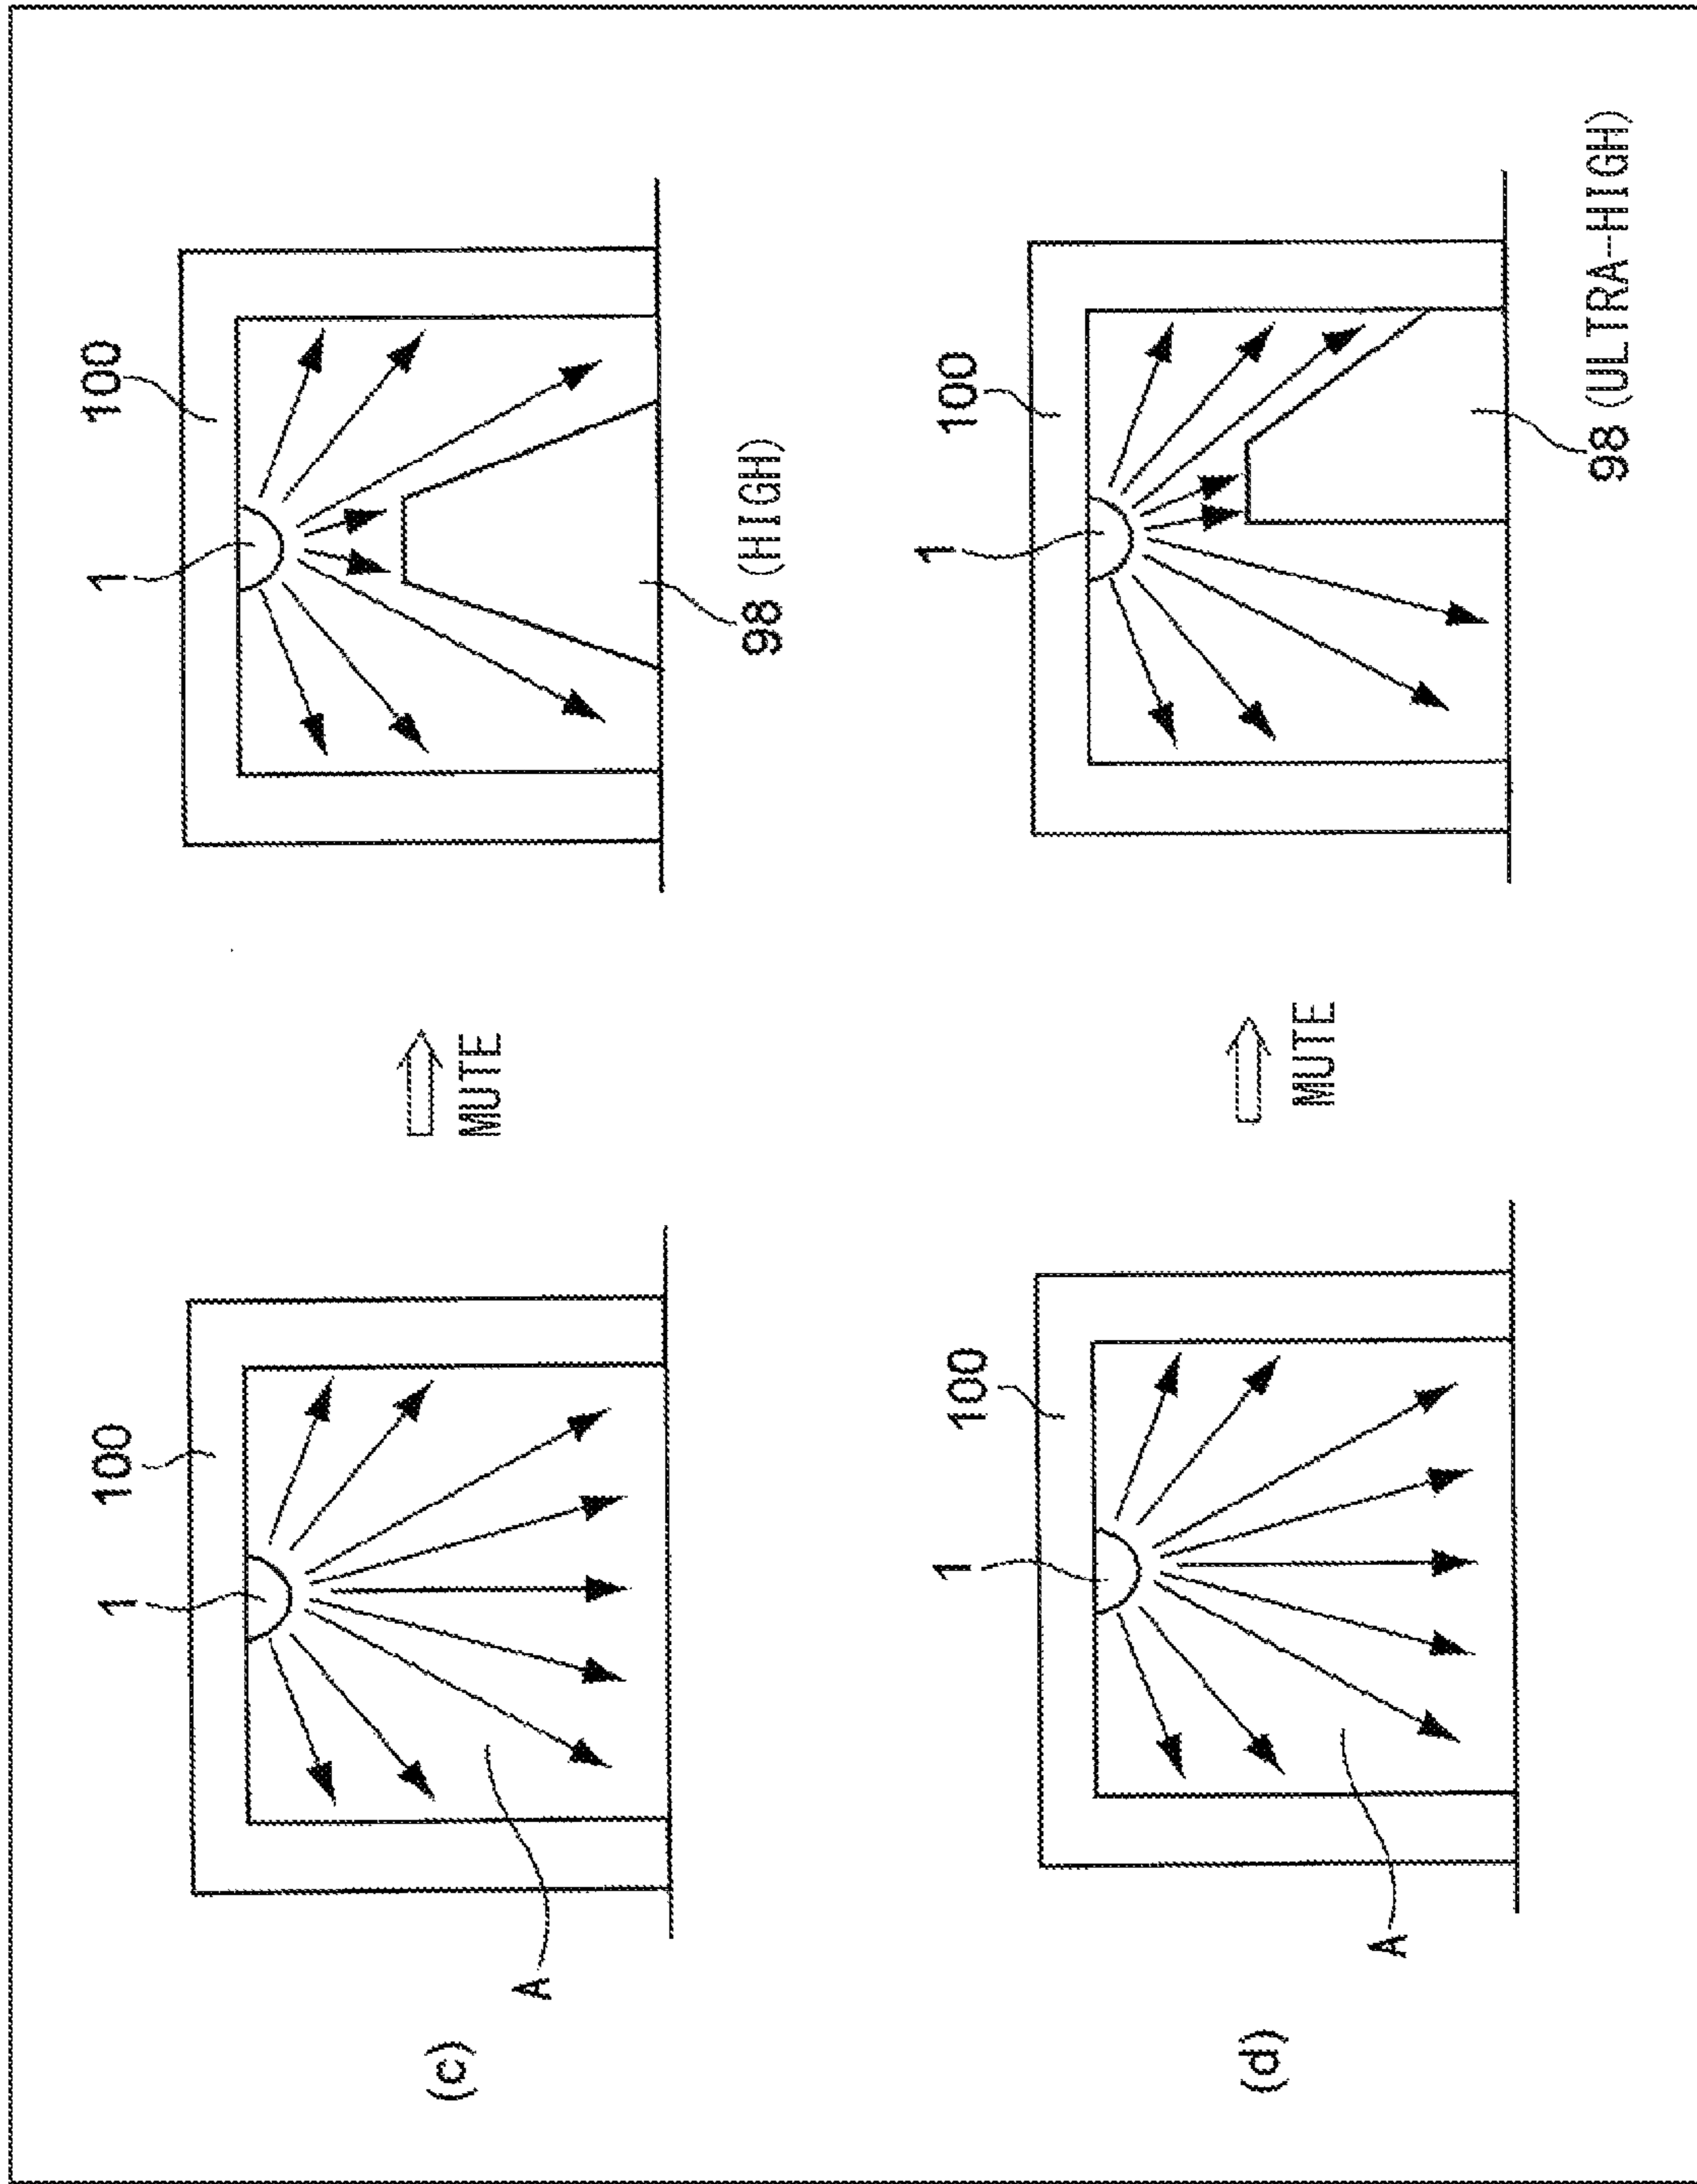 (c)
A
1
100
MUTE
1
100
98 (HIGH)
(d)
A
1
100
MUTE
1
100
98 (ULTRA-HIGH)